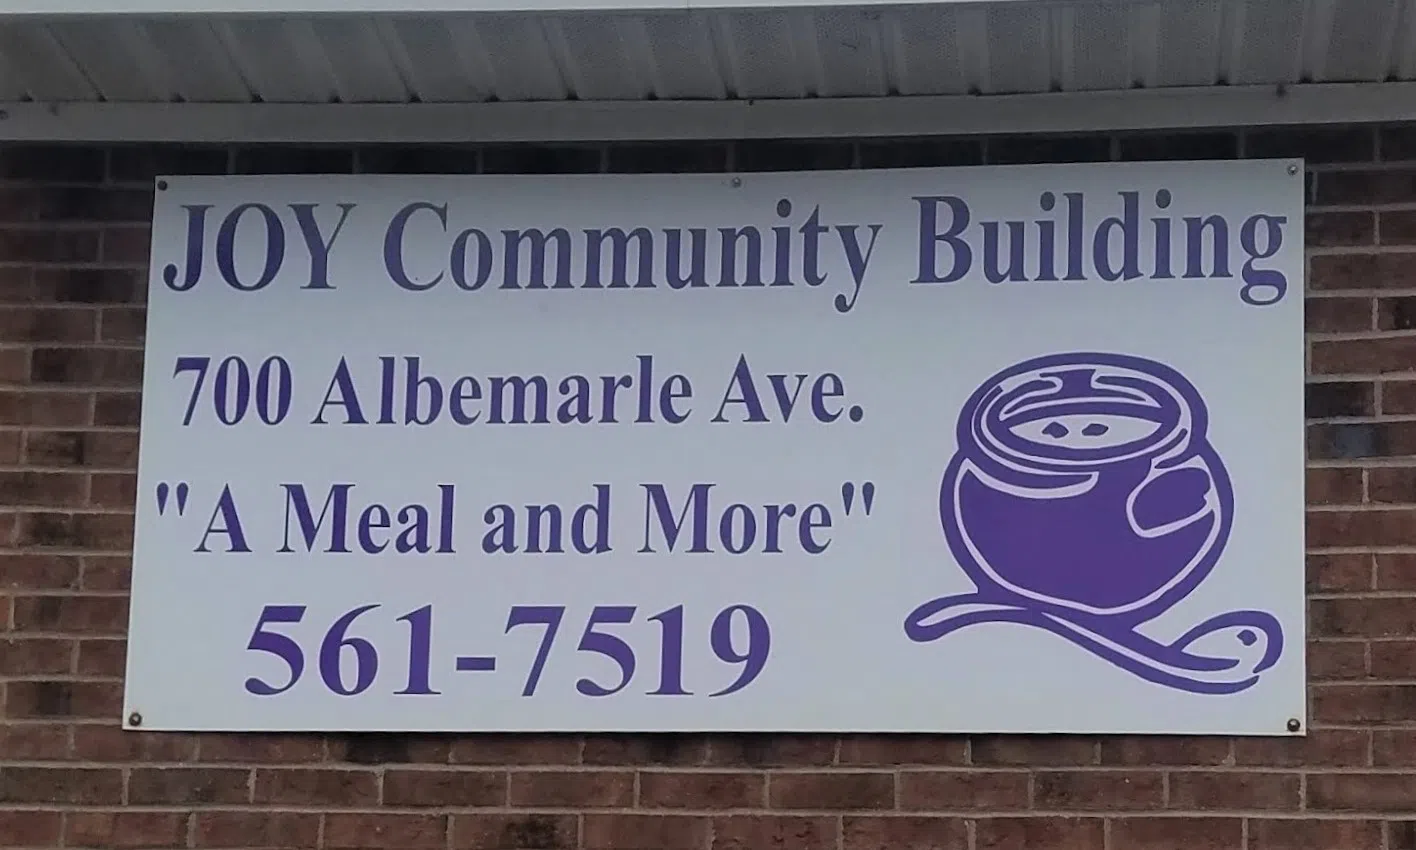 JOY Community Building
700 Albemarle Ave.
"A Meal and More"
561-7519